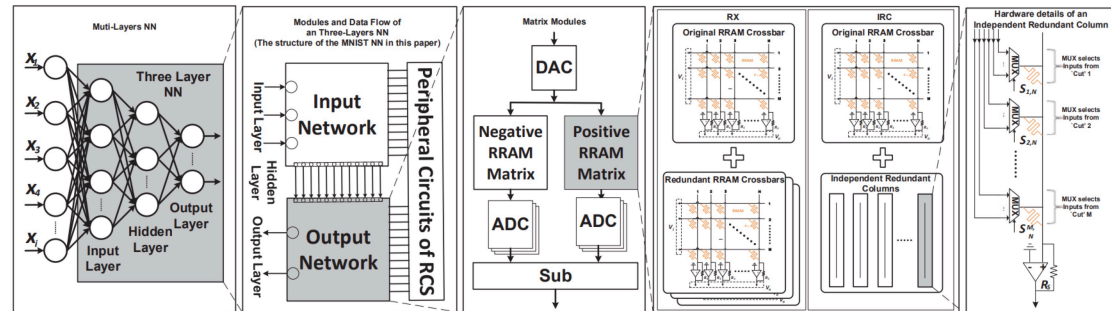 Muti-Layers NN
X1
X2
X3
X4
Xi
Three Layer
NN
Input
Layer
Hidden
Layer
Output
Layer
Modules and Data Flow of
an Three-Layers NN
(The structure of the MNIST NN in this paper)
Input Layer
Input
Network
Hidden
Layer
Output Layer
Output
Network
Peripheral Circuits of RCS
Matrix Modules
DAC
Negative
RRAM
Matrix
Positive
RRAM
Matrix
ADC
ADC
Sub
RX
Original RRAM Crossbar
Redundant RRAM Crossbars
IRC
Original RRAM Crossbar
Independent Redundant
Columns
Hardware details of an
Independent Redundant Column
MUX
S1,N
MUX selects
Inputs from
`Cut' 1
MUX
S2,N
MUX selects
Inputs from
`Cut' 2
MUX
SM,N
MUX selects
Inputs from
`Cut' M